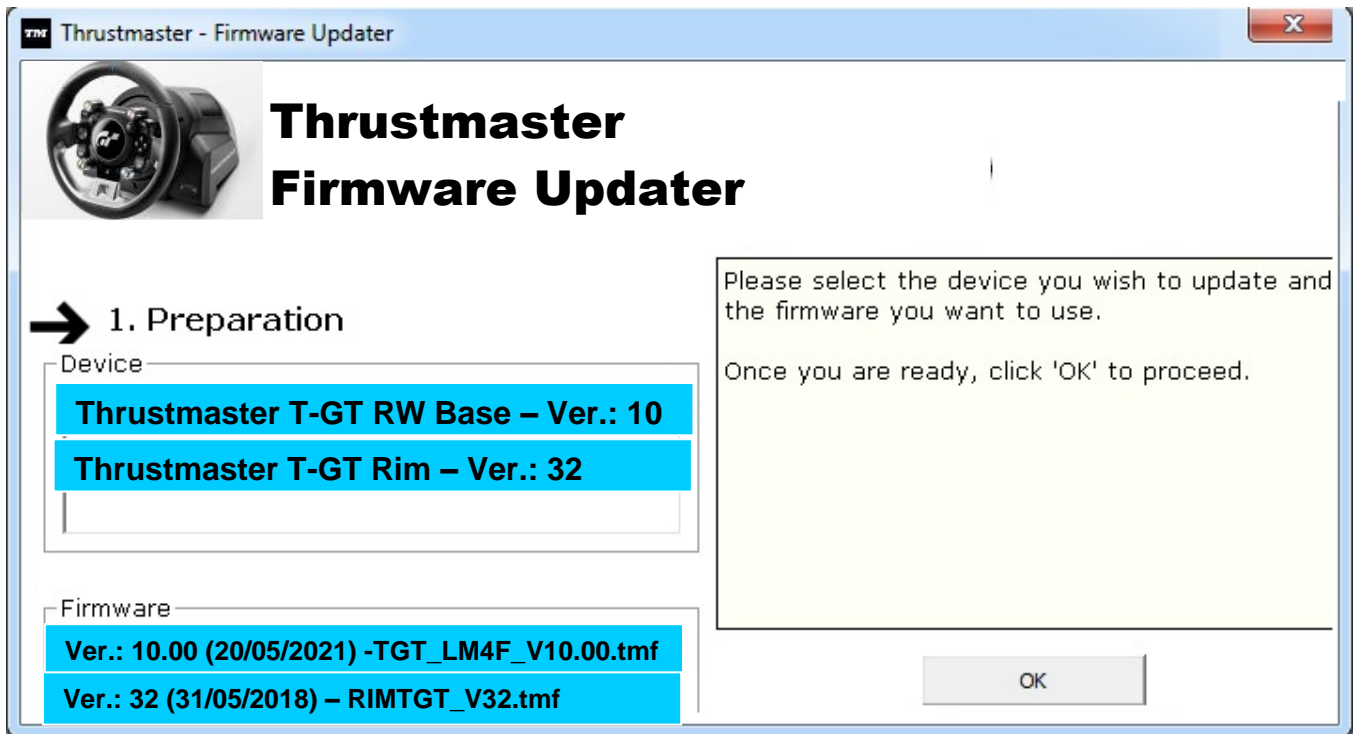 TM Thrustmaster - Firmware Updater
X
Thrustmaster
Firmware Updater
1. Preparation
Device
Thrustmaster T-GT RW Base – Ver.: 10
Thrustmaster T-GT Rim – Ver.: 32
Firmware
Ver.: 10.00 (20/05/2021) -TGT_LM4F_V10.00.tmf
Ver.: 32 (31/05/2018) – RIMTGT_V32.tmf
Please select the device you wish to update and
the firmware you want to use.
Once you are ready, click 'OK' to proceed.
OK